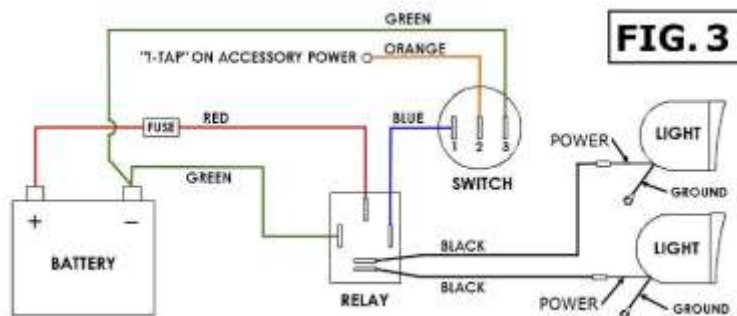 GREEN
FIG. 3
"T-TAP" ON ACCESSORY POWER
ORANGE
FUSE
RED
BLUE
1 2 3
SWITCH
POWER
LIGHT
GROUND
GREEN
+ −
BATTERY
BLACK
LIGHT
BLACK
RELAY
POWER
GROUND